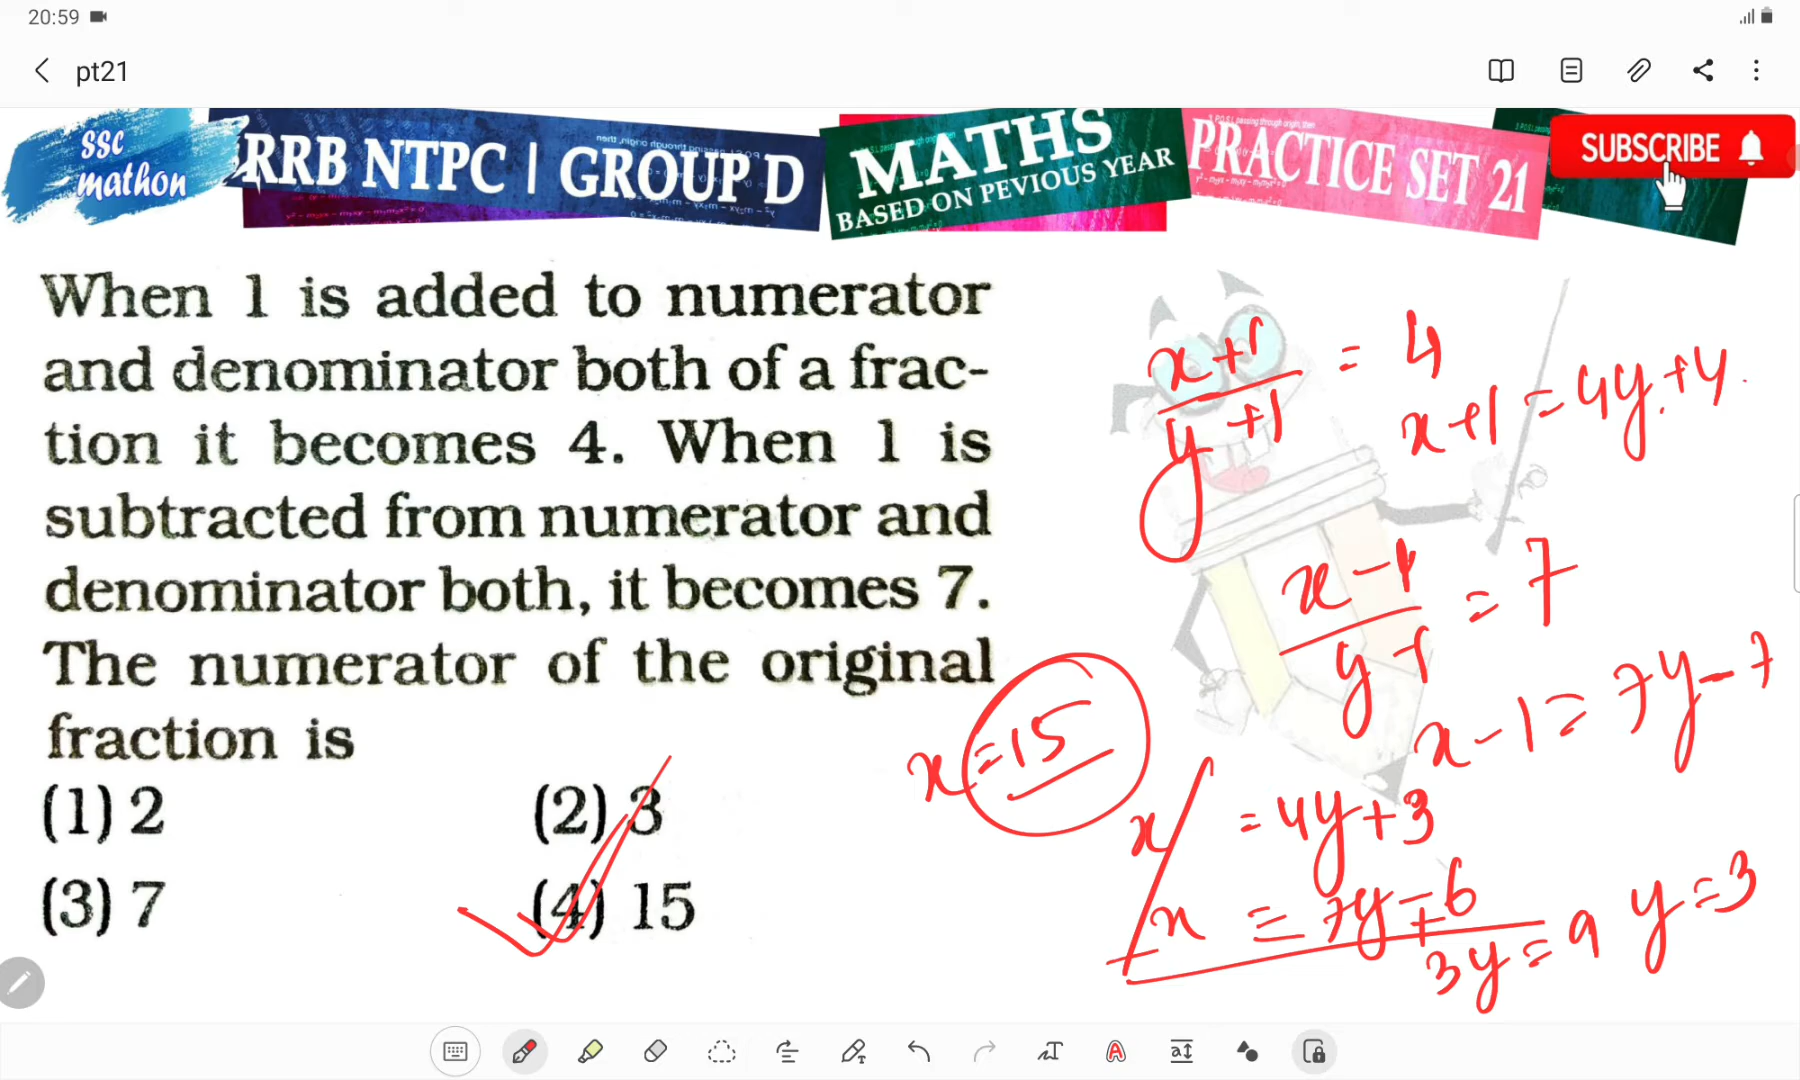 20:59
pt21
SSC
mathon
RRB NTPC | GROUP D
MATHS
BASED ON PEVIOUS YEAR
PRACTICE SET 21
SUBSCRIBE
When 1 is added to numerator
and denominator both of a frac-
tion it becomes 4. When 1 is
subtracted from numerator and
denominator both, it becomes 7.
The numerator of the original
fraction is
(1) 2
(2) 3
(3) 7
(4) 15
x+1
y+1
= 4
x+1 = 4y+4
x-1
y-1
= 7
x-1 = 7y-7
x = 4y+3
x = 7y-6
3y = 9
y = 3
x = 15